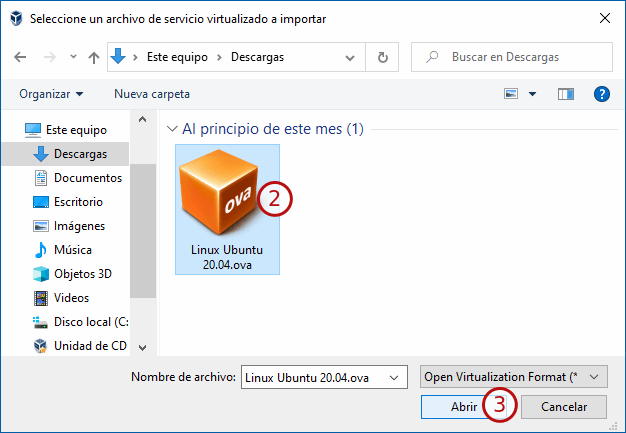 Seleccione un archivo de servicio virtualizado a importar
Este equipo > Descargas
Buscar en Descargas
Organizar
Nueva carpeta
?
Este equipo
Descargas
Documentos
Escritorio
Imágenes
Música
Objetos 3D
Videos
Disco local (C:
Unidad de CD
Al principio de este mes (1)
ova
2
Linux Ubuntu
20.04.ova
Nombre de archivo:
Linux Ubuntu 20.04.ova
Open Virtualization Format (*
Abrir
3
Cancelar